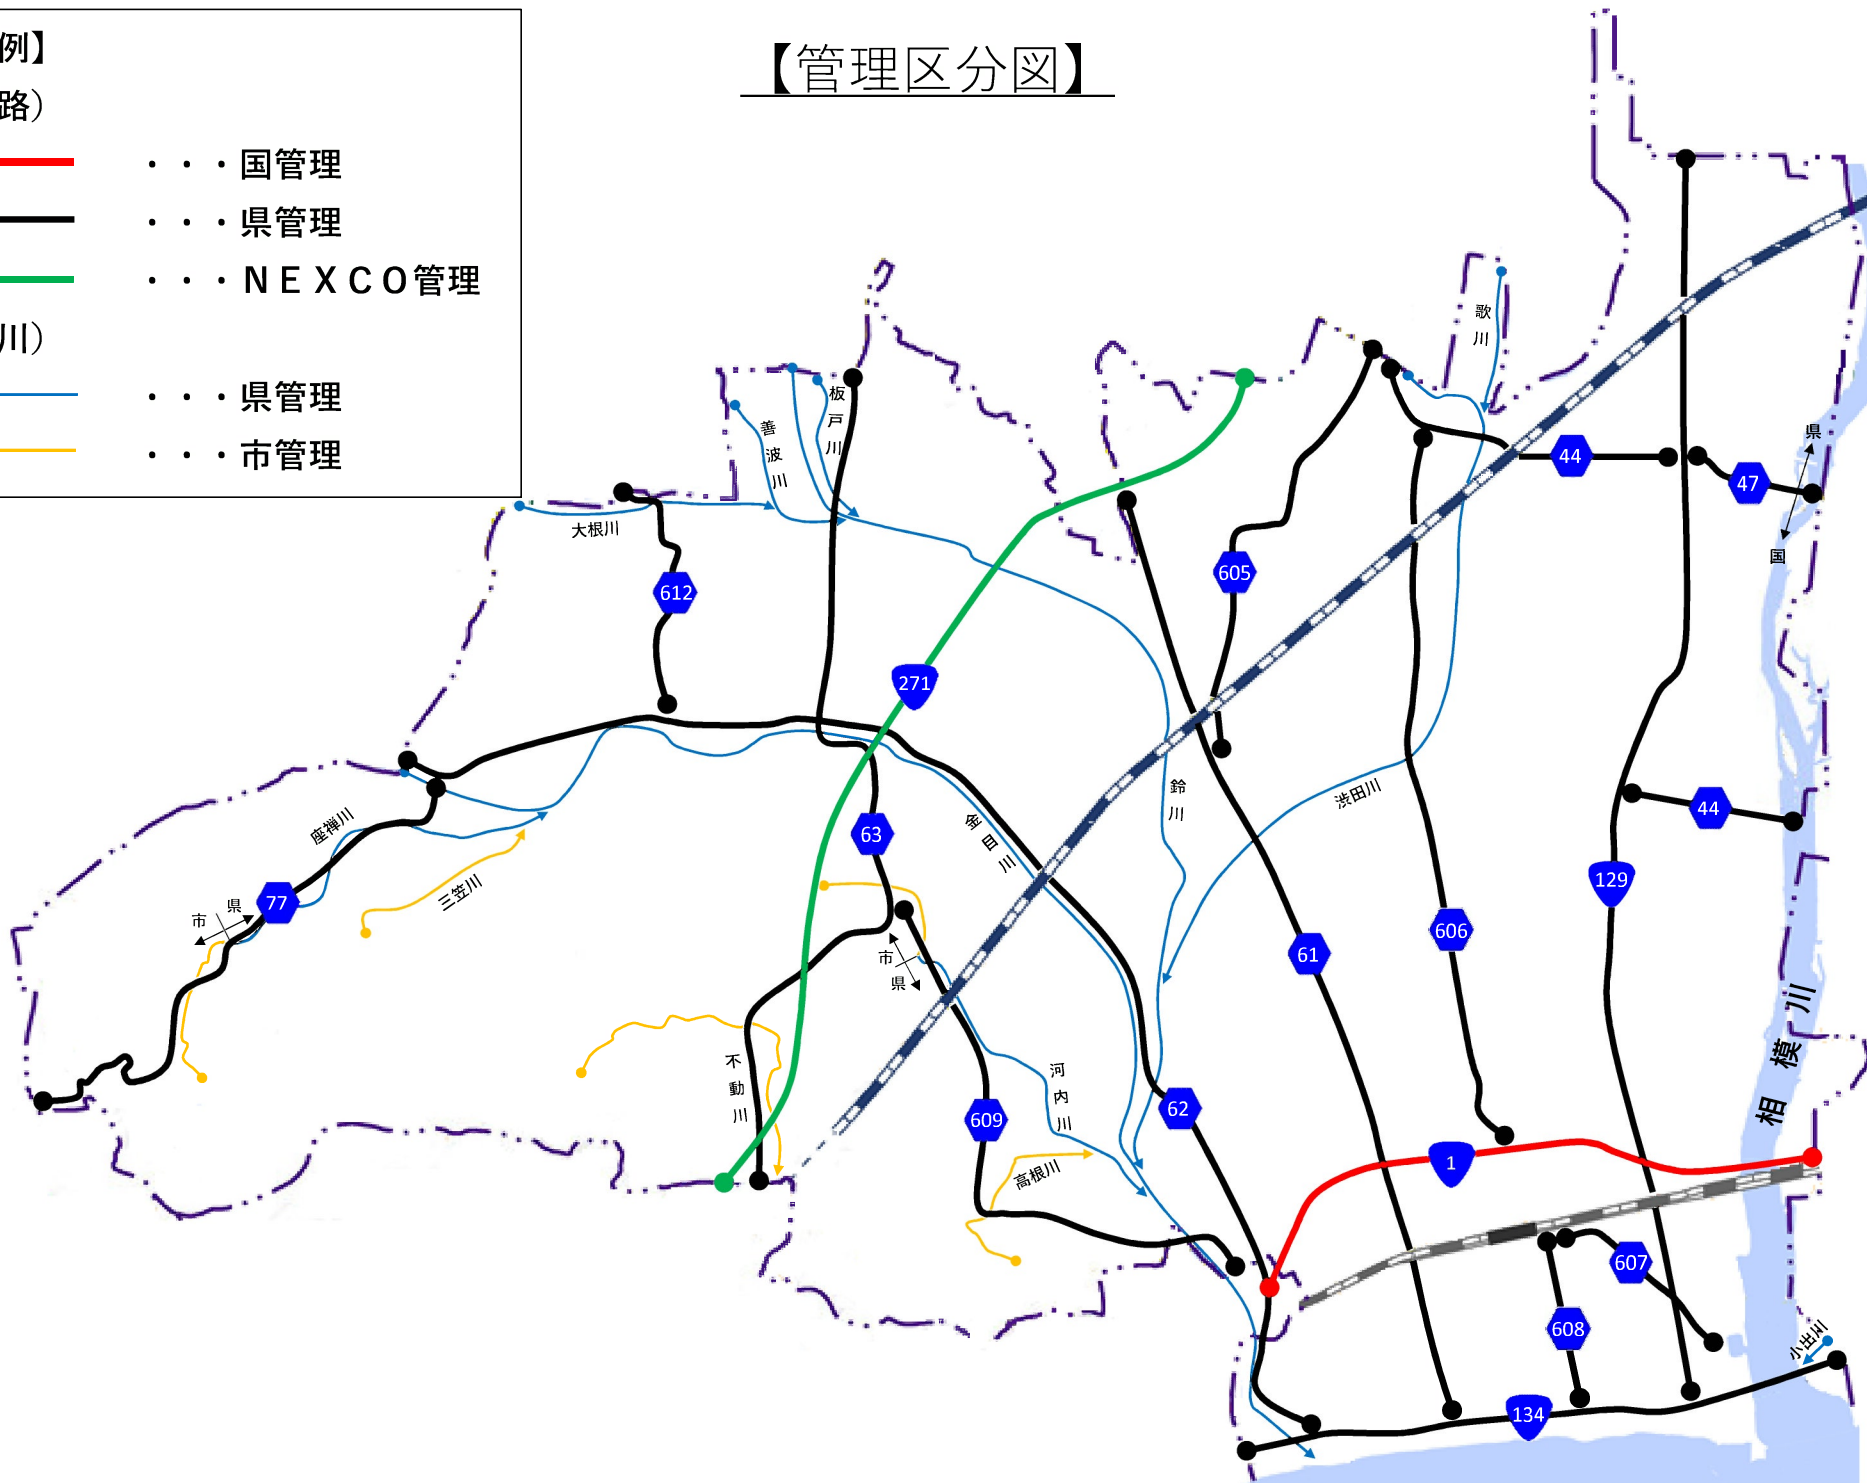 【管理区分図】
例】
路）
・・・国管理
・・・県管理
・・・ＮＥＸＣＯ管理
川）
・・・県管理
・・・市管理
歌川
板戸川
善波川
大根川
612
605
44
47
県
国
271
座禅川
63
金目川
鈴川
渋田川
44
三笠川
77
市
県
129
市
県
606
61
相模川
不動川
河内川
609
62
高根川
1
607
608
小出川
134